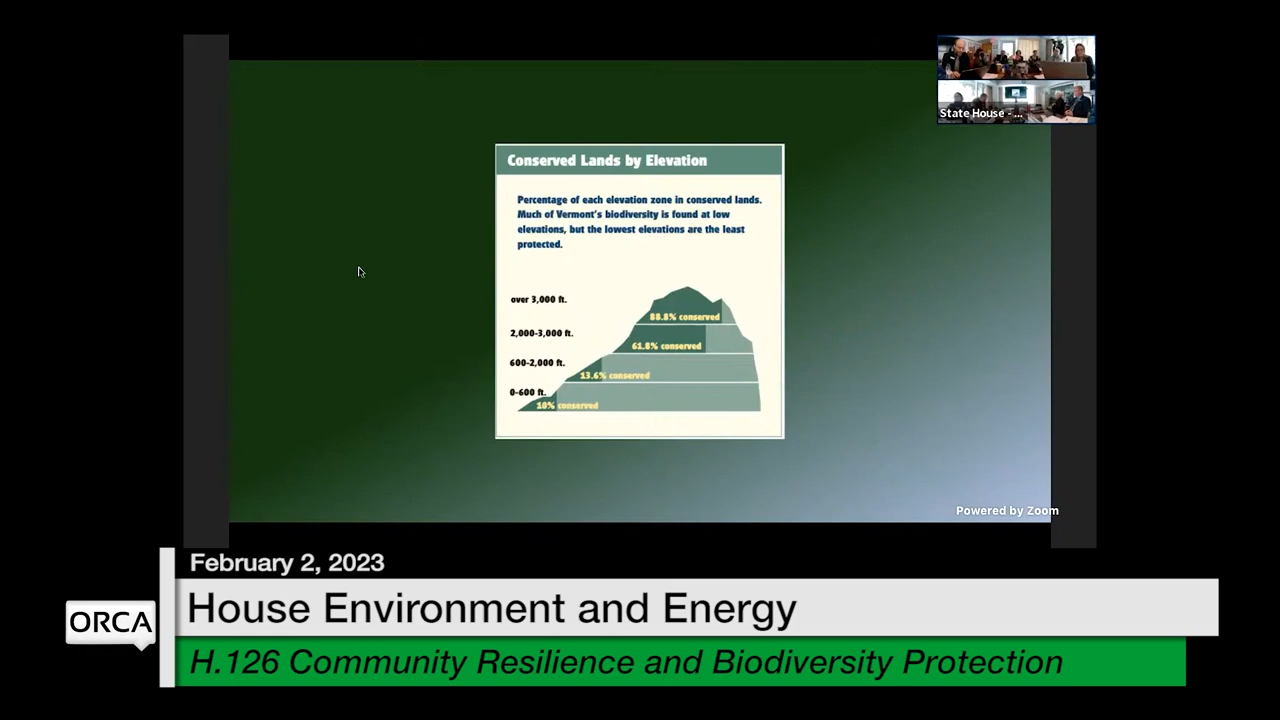 State House - ...
Conserved Lands by Elevation
Percentage of each elevation zone in conserved lands.
Much of Vermont's biodiversity is found at low
elevations, but the lowest elevations are the least
protected.
over 3,000 ft.
88.8% conserved
2,000-3,000 ft.
61.8% conserved
600-2,000 ft.
13.6% conserved
0-600 ft.
10% conserved
Powered by Zoom
February 2, 2023
ORCA
House Environment and Energy
H.126 Community Resilience and Biodiversity Protection